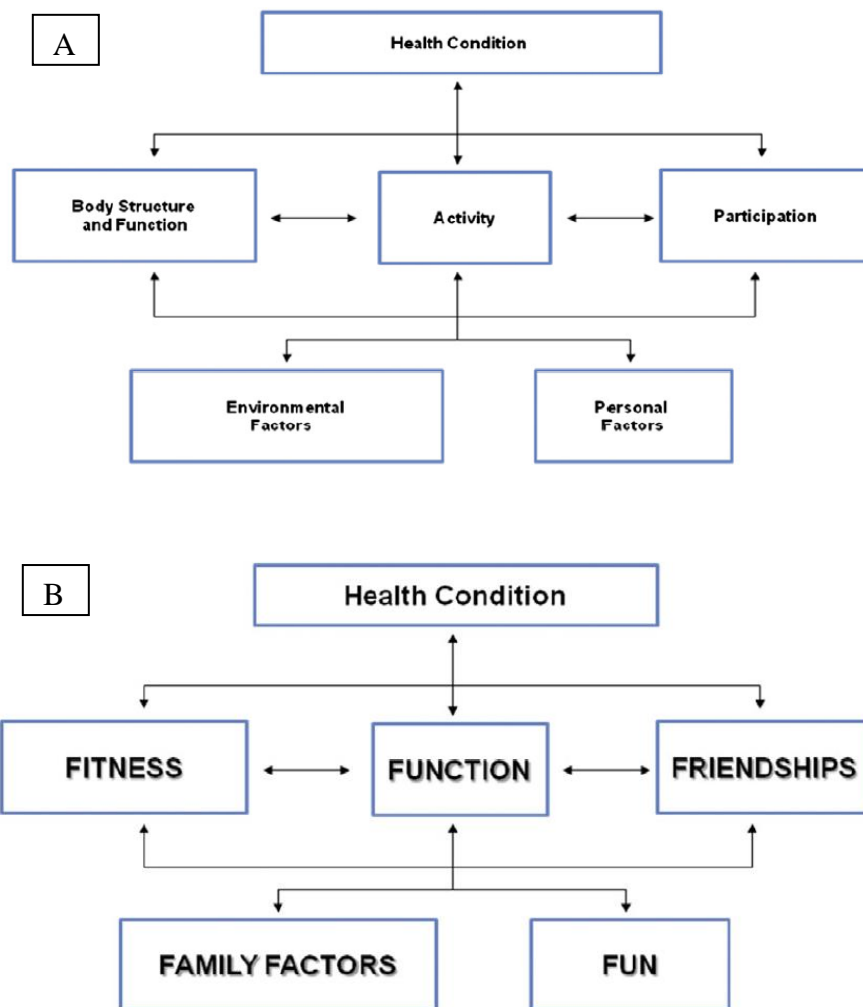 A
Health Condition
Body Structure
and Function
Activity
Participation
Environmental
Factors
Personal
Factors
B
Health Condition
FITNESS
FUNCTION
FRIENDSHIPS
FAMILY FACTORS
FUN